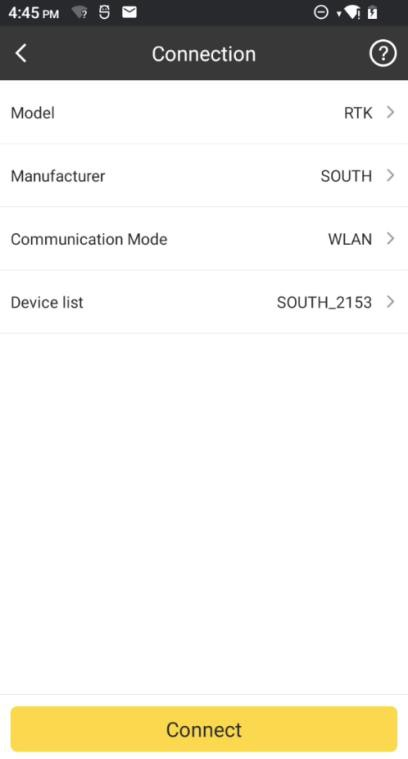 4:45 PM
Connection
Model RTK
Manufacturer SOUTH
Communication Mode WLAN
Device list SOUTH_2153
Connect